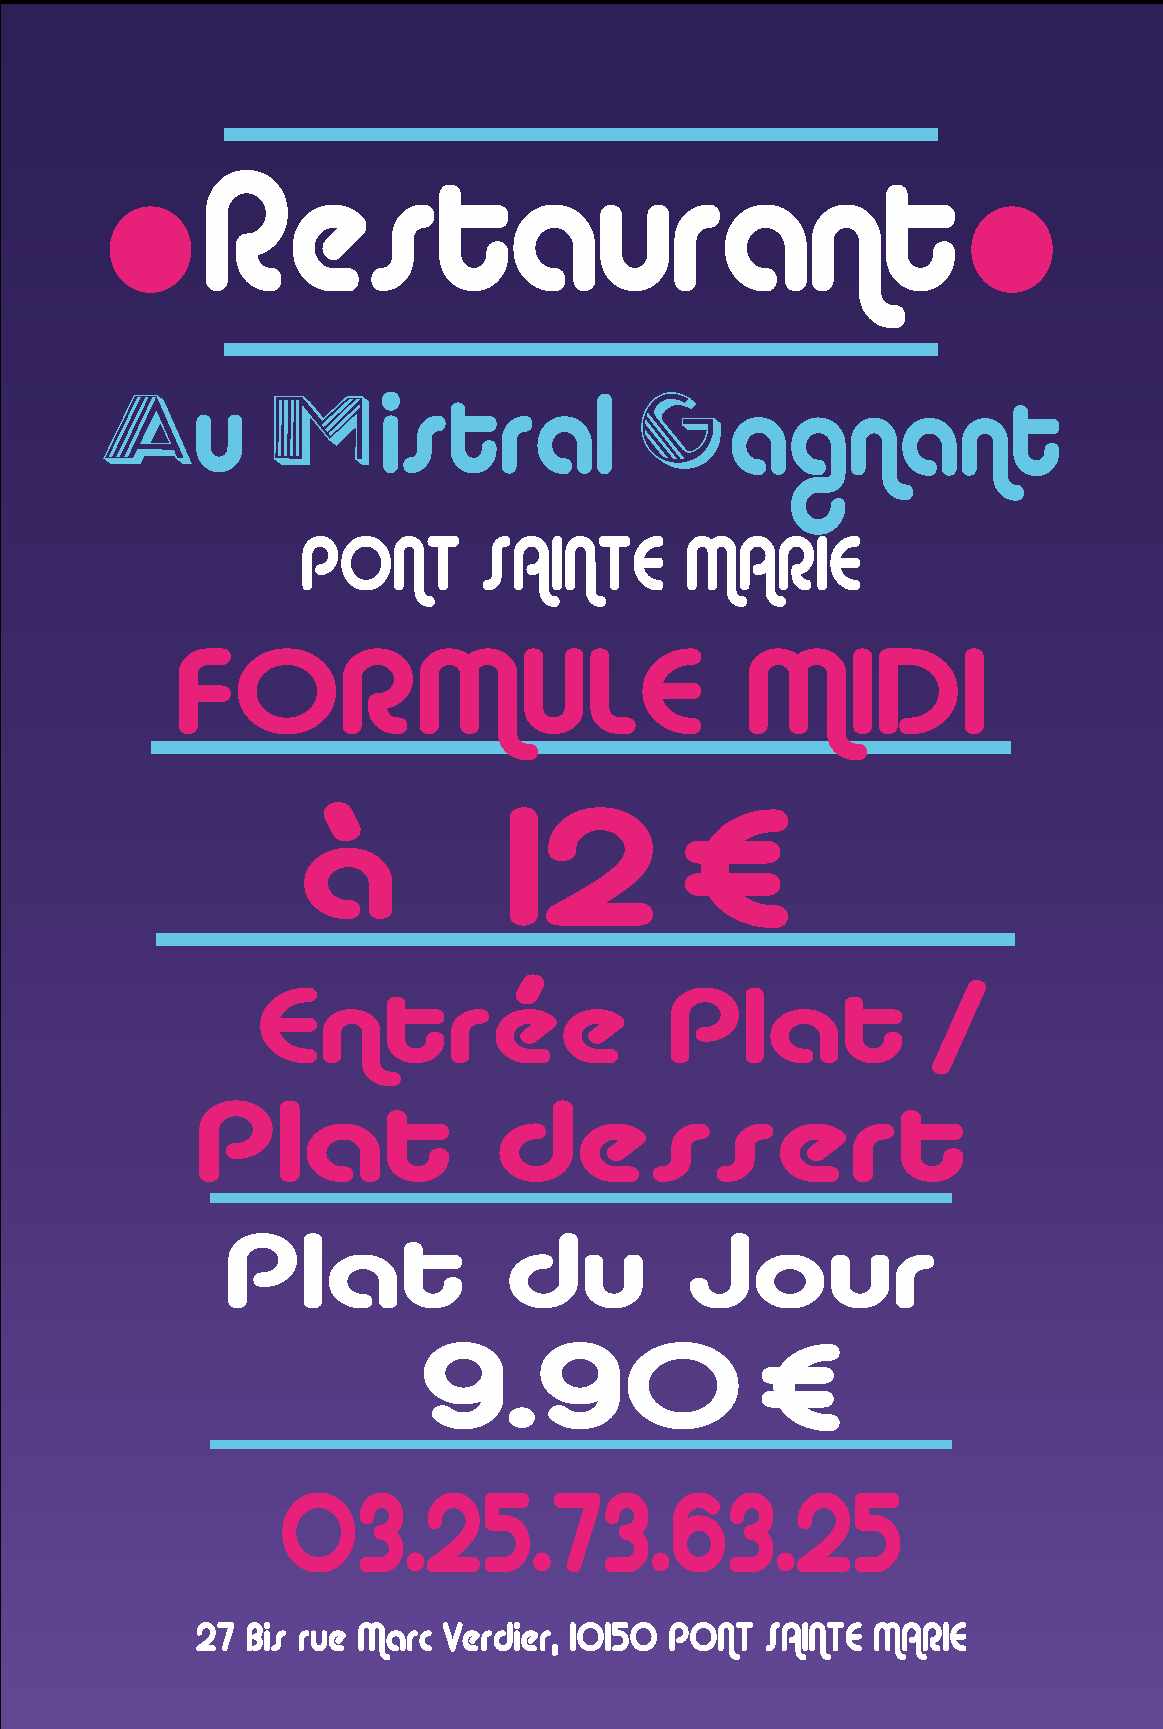 Restaurant
Au Mistral Gagnant
PONT SAINTE MARIE
FORMULE MIDI
à 12€
Entrée Plat /
Plat dessert
Plat du Jour
9.90€
03.25.73.63.25
27 Bis rue Marc Verdier, 10150 PONT SAINTE MARIE